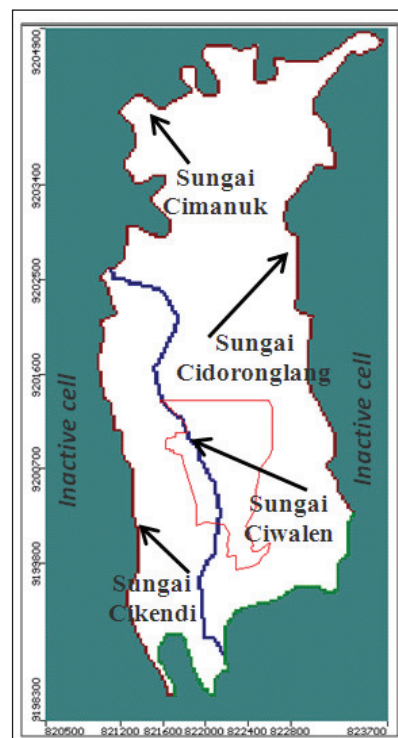 9204900
9203400
9202500
9201600
9200700
9199800
9198300
Sungai
Cimanuk
Sungai
Cidoronglang
Sungai
Ciwalen
Sungai
Cikendi
Inactive cell
Inactive cell
820500 821200 821600 822000 822400 822800 823700